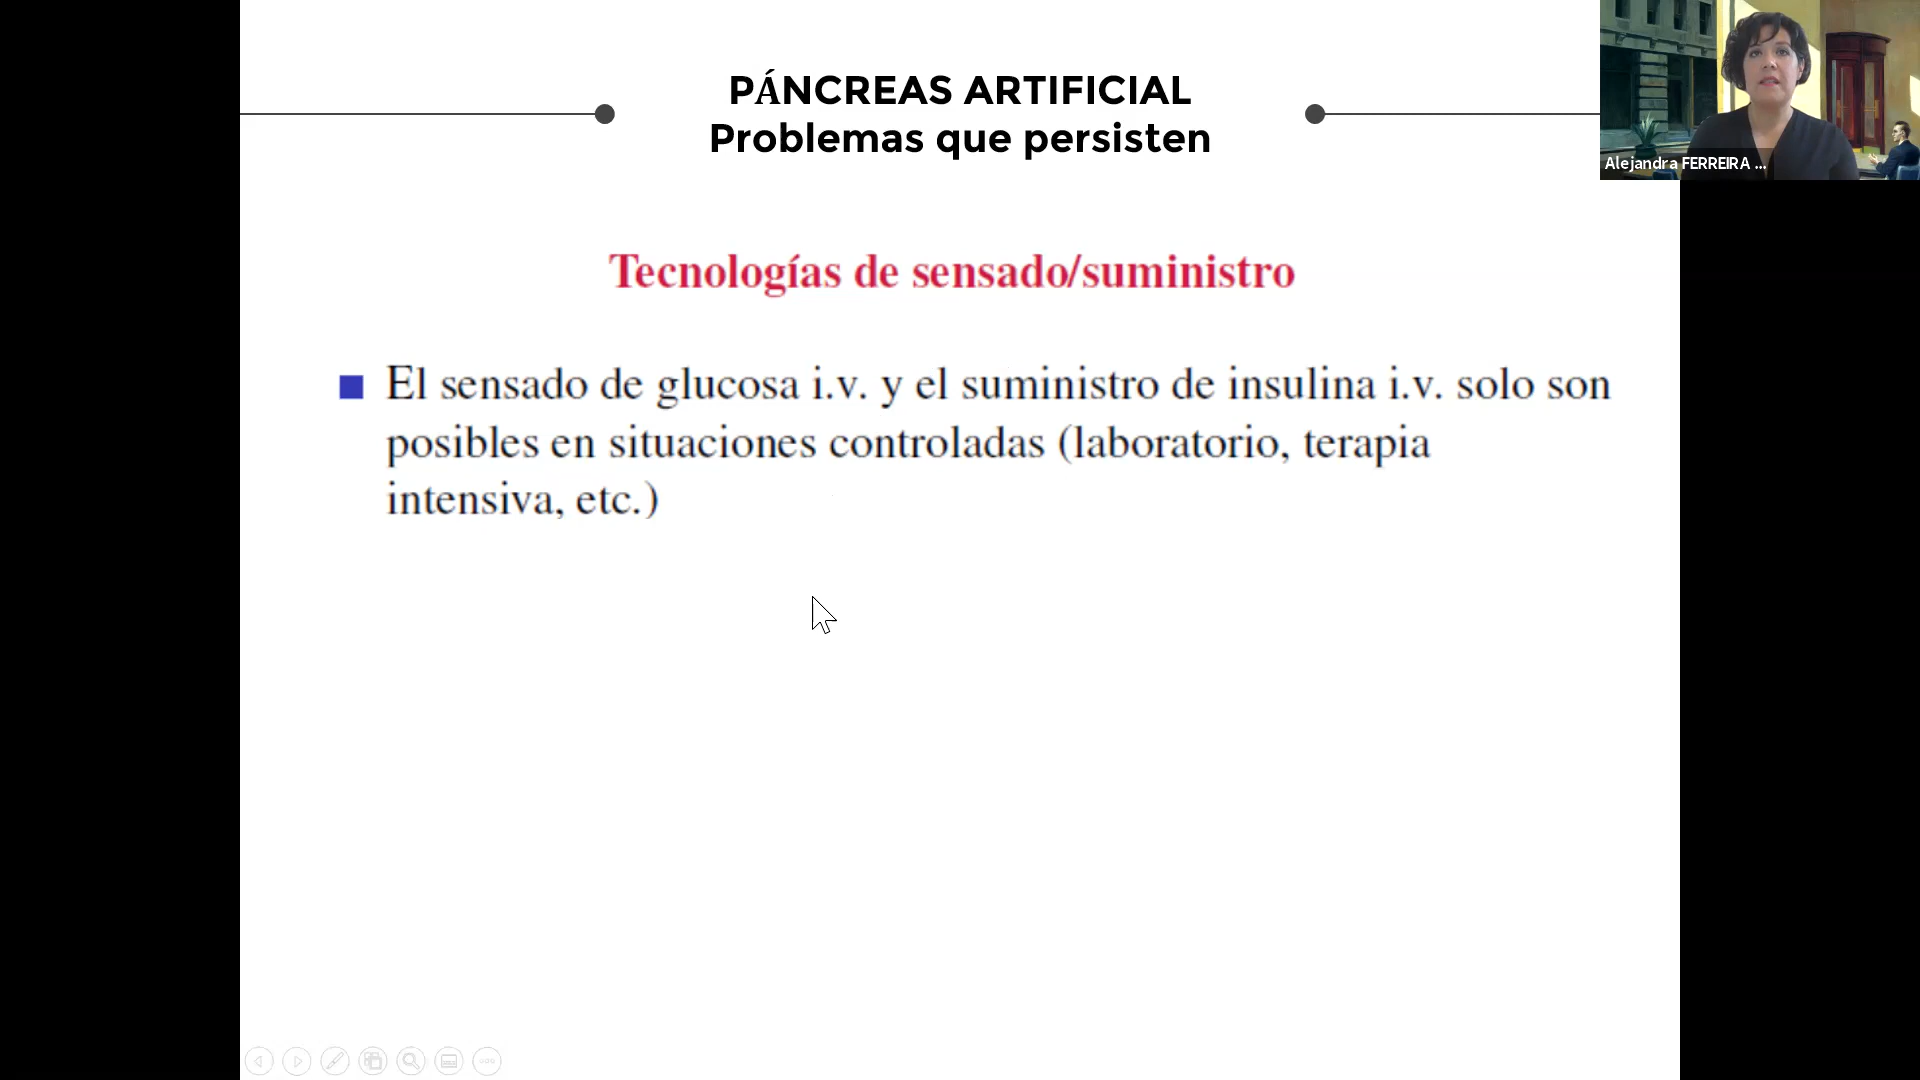 PÁNCREAS ARTIFICIAL
Problemas que persisten
Alejandra FERREIRA ...
Tecnologías de sensado/suministro
El sensado de glucosa i.v. y el suministro de insulina i.v. solo son
posibles en situaciones controladas (laboratorio, terapia
intensiva, etc.)